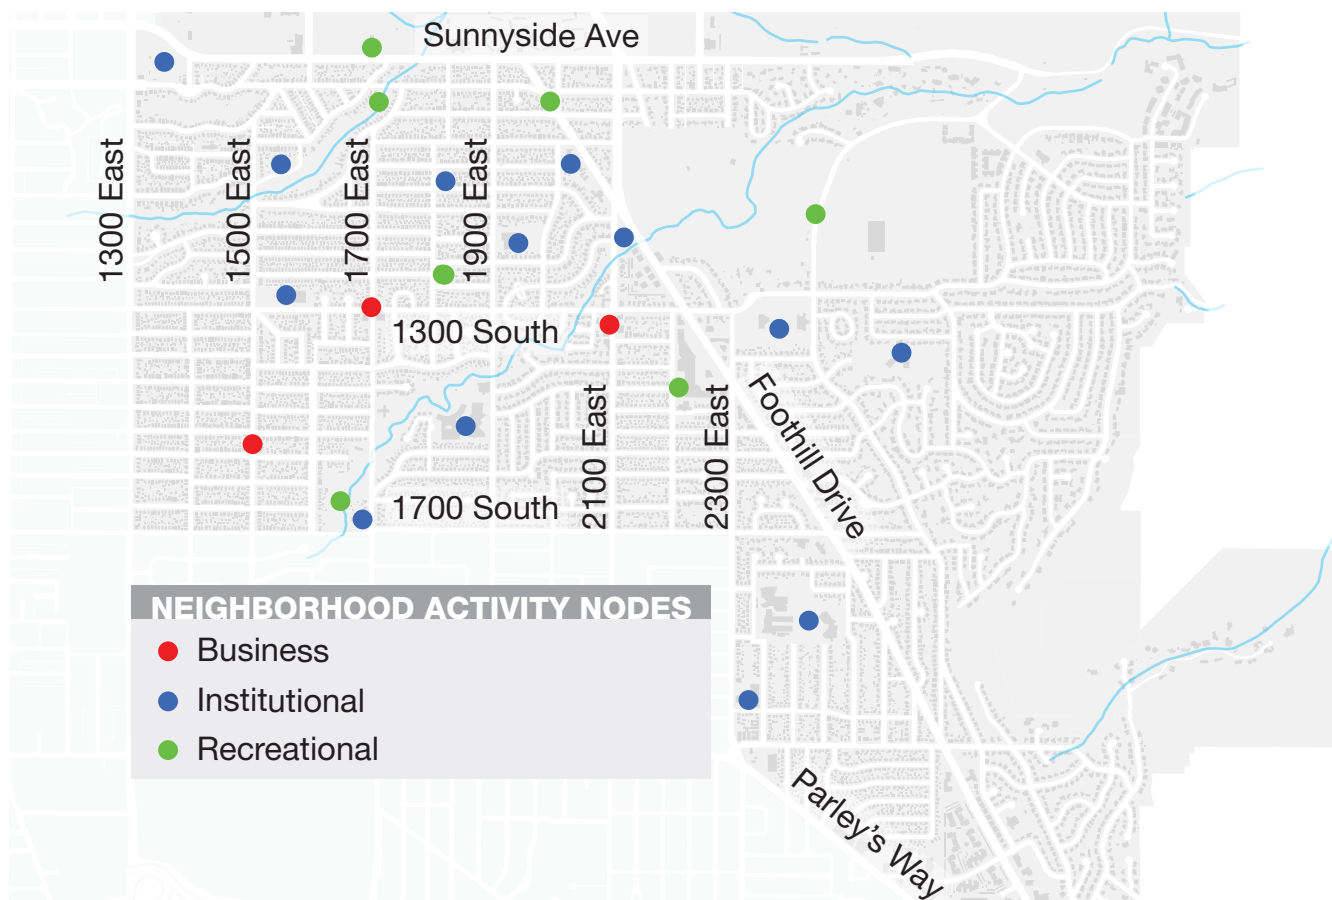 Sunnyside Ave
1300 East
1500 East
1700 East
1900 East
1300 South
2100 East
2300 East
Foothill Drive
1700 South
NEIGHBORHOOD ACTIVITY NODES
Business
Institutional
Recreational
Parley's Way